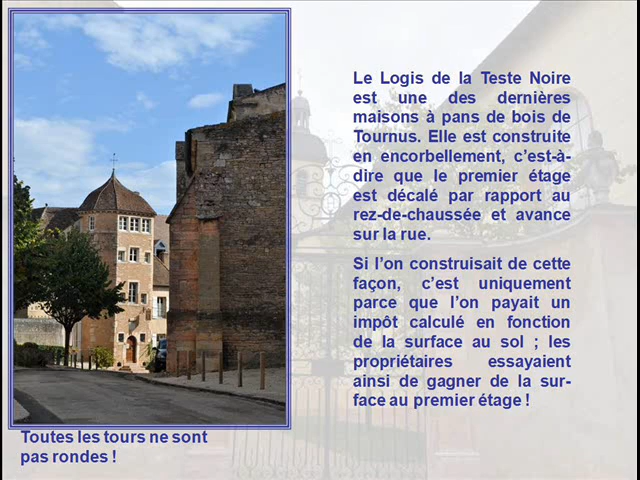 Le Logis de la Teste Noire
est une des dernières
maisons à pans de bois de
Tournus. Elle est construite
en encorbellement, c’est-à-
dire que le premier étage
est décalé par rapport au
rez-de-chaussée et avance
sur la rue.
Si l’on construisait de cette
façon, c’est uniquement
parce que l’on payait un
impôt calculé en fonction
de la surface au sol ; les
propriétaires essayaient
ainsi de gagner de la sur-
face au premier étage !
Toutes les tours ne sont
pas rondes !